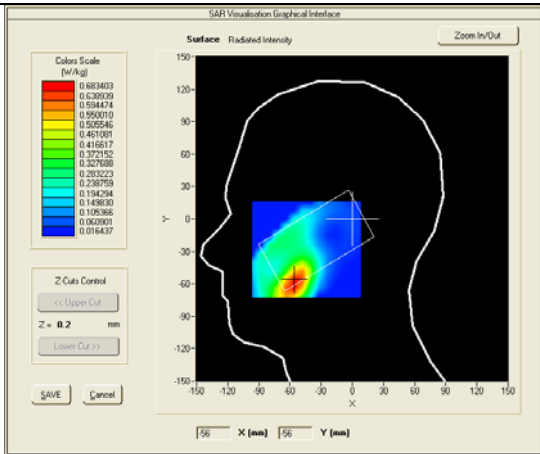 SAR Visualisation Graphical Interface
Surface Radiated Intensity
Zoom In/Out
Colors Scale
(W/kg)
0.683403
0.638939
0.594474
0.550010
0.505546
0.461081
0.416617
0.372152
0.327688
0.283223
0.238759
0.194294
0.149830
0.105366
0.060901
0.016437
Z-Cuts Control
<< Upper Cut
Z = 0.2 mm
Lower Cut >>
SAVE Cancel
150-
120-
90-
60-
30-
0-
-30-
-60-
-90-
-120-
-150-
Y
-150 -120 -90 -60 -30 0 30 60 90 120 150
X
-56 X (mm) -56 Y (mm)